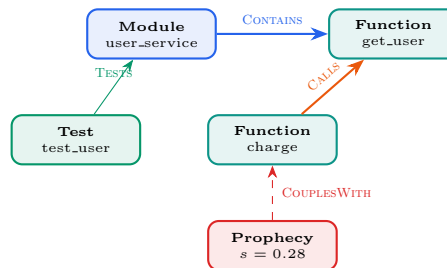 Module
user_service
CONTAINS
Function
get_user
TESTS
CALLS
Test
test_user
Function
charge
COUPLESWITH
Prophecy
s = 0.28